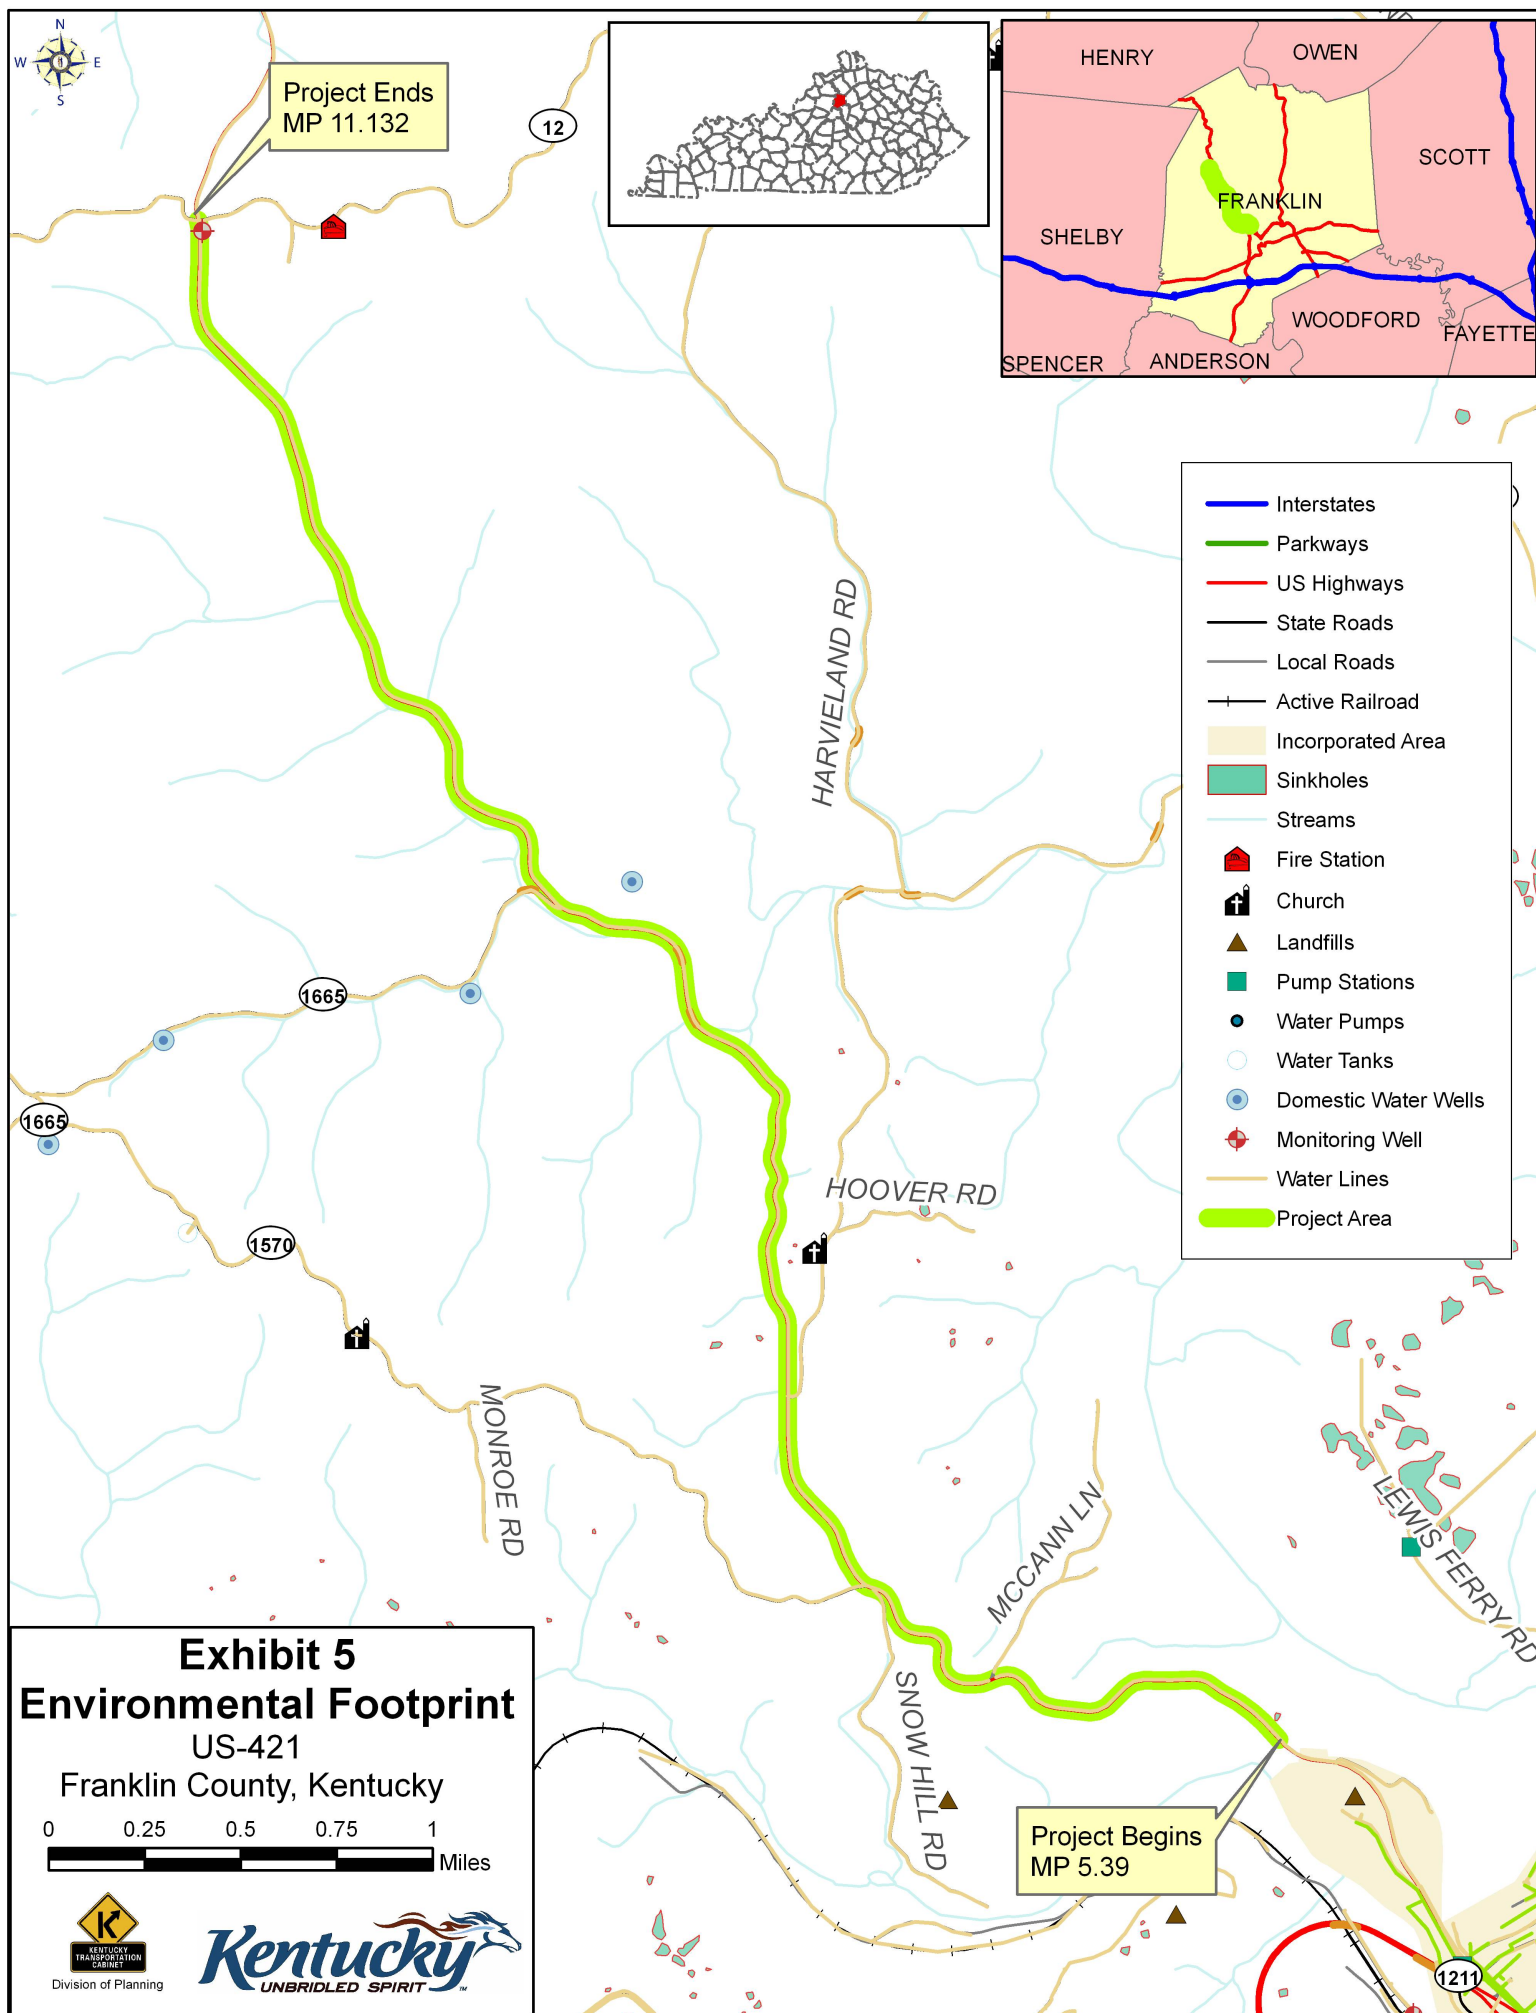 N
W E
S
Project Ends
MP 11.132
12
HENRY
OWEN
SCOTT
FRANKLIN
SHELBY
WOODFORD
FAYETTE
SPENCER
ANDERSON
Interstates
Parkways
US Highways
State Roads
Local Roads
Active Railroad
Incorporated Area
Sinkholes
Streams
Fire Station
Church
Landfills
Pump Stations
Water Pumps
Water Tanks
Domestic Water Wells
Monitoring Well
Water Lines
Project Area
HARVIELAND RD
1665
1665
HOOVER RD
1570
MONROE RD
MCCANN LN
LEWIS FERRY RD
SNOW HILL RD
Project Begins
MP 5.39
1211
Exhibit 5
Environmental Footprint
US-421
Franklin County, Kentucky
0 0.25 0.5 0.75 1
Miles
K
KENTUCKY
TRANSPORTATION
CABINET
Division of Planning
Kentucky
UNBRIDLED SPIRIT ™